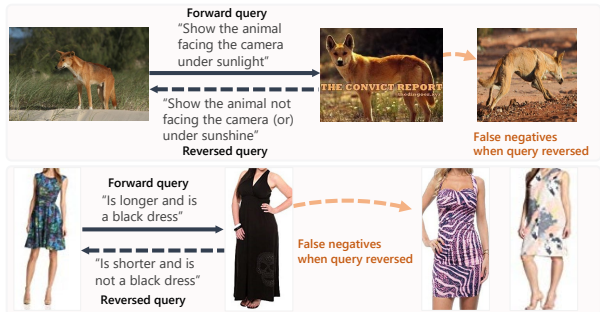 Forward query
“Show the animal
facing the camera
under sunlight”
THE CONVICT REPORT
“Show the animal not
facing the camera (or)
under sunshine”
Reversed query
False negatives
when query reversed
Forward query
“Is longer and is
a black dress”
False negatives
when query reversed
“Is shorter and is
not a black dress”
Reversed query